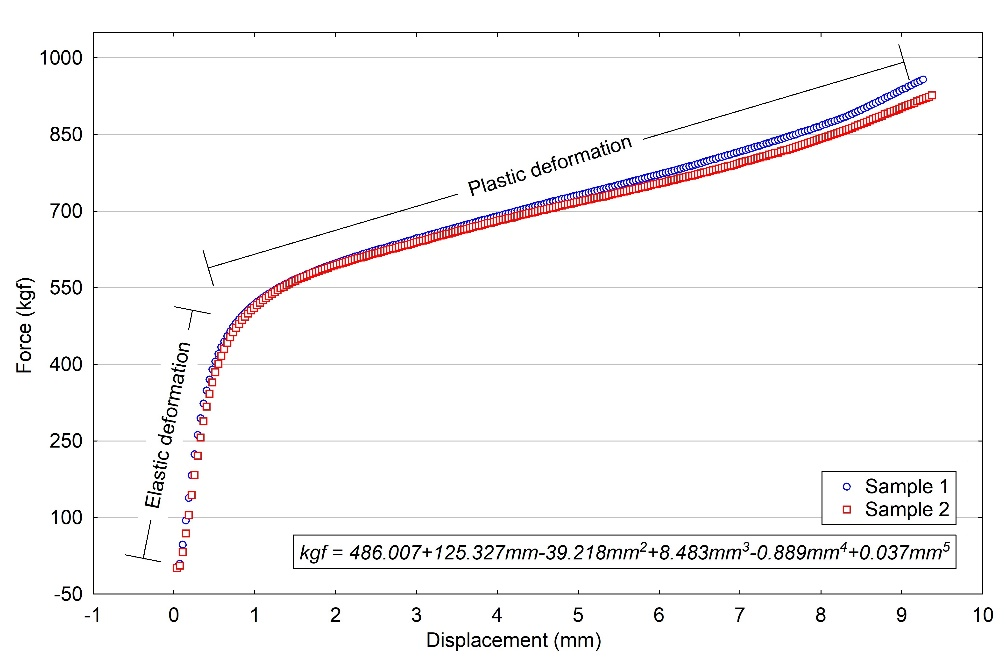 1000
850
700
550
400
250
100
-50
-1 0 1 2 3 4 5 6 7 8 9 10
Force (kgf)
Displacement (mm)
Plastic deformation
Elastic deformation
Sample 1
Sample 2
kgf = 486.007+125.327mm-39.218mm²+8.483mm³-0.889mm⁴+0.037mm⁵